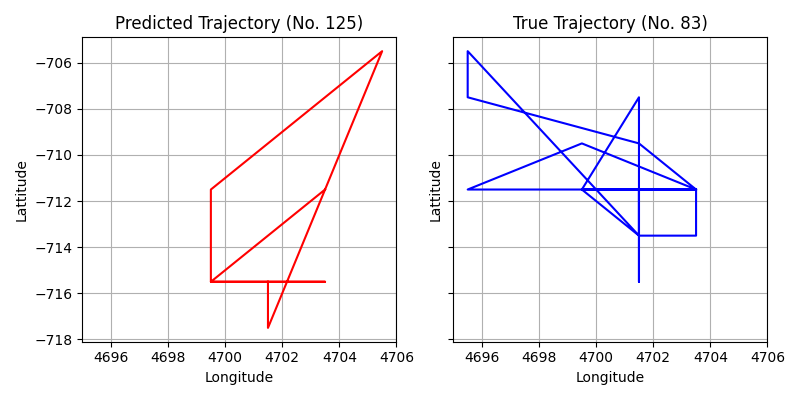 Predicted Trajectory (No. 125)
True Trajectory (No. 83)
Lattitude
−706
−708
−710
−712
−714
−716
−718
4696 4698 4700 4702 4704 4706
Longitude
Lattitude
4696 4698 4700 4702 4704 4706
Longitude